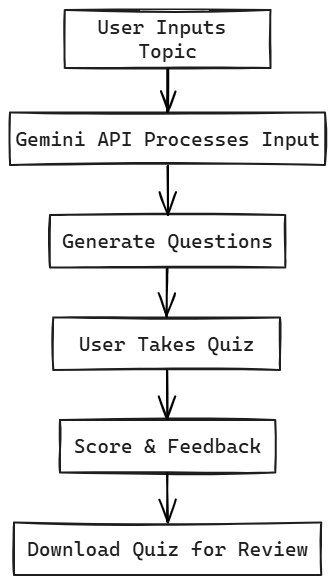 User Inputs
Topic
Gemini API Processes Input
Generate Questions
User Takes Quiz
Score & Feedback
Download Quiz for Review